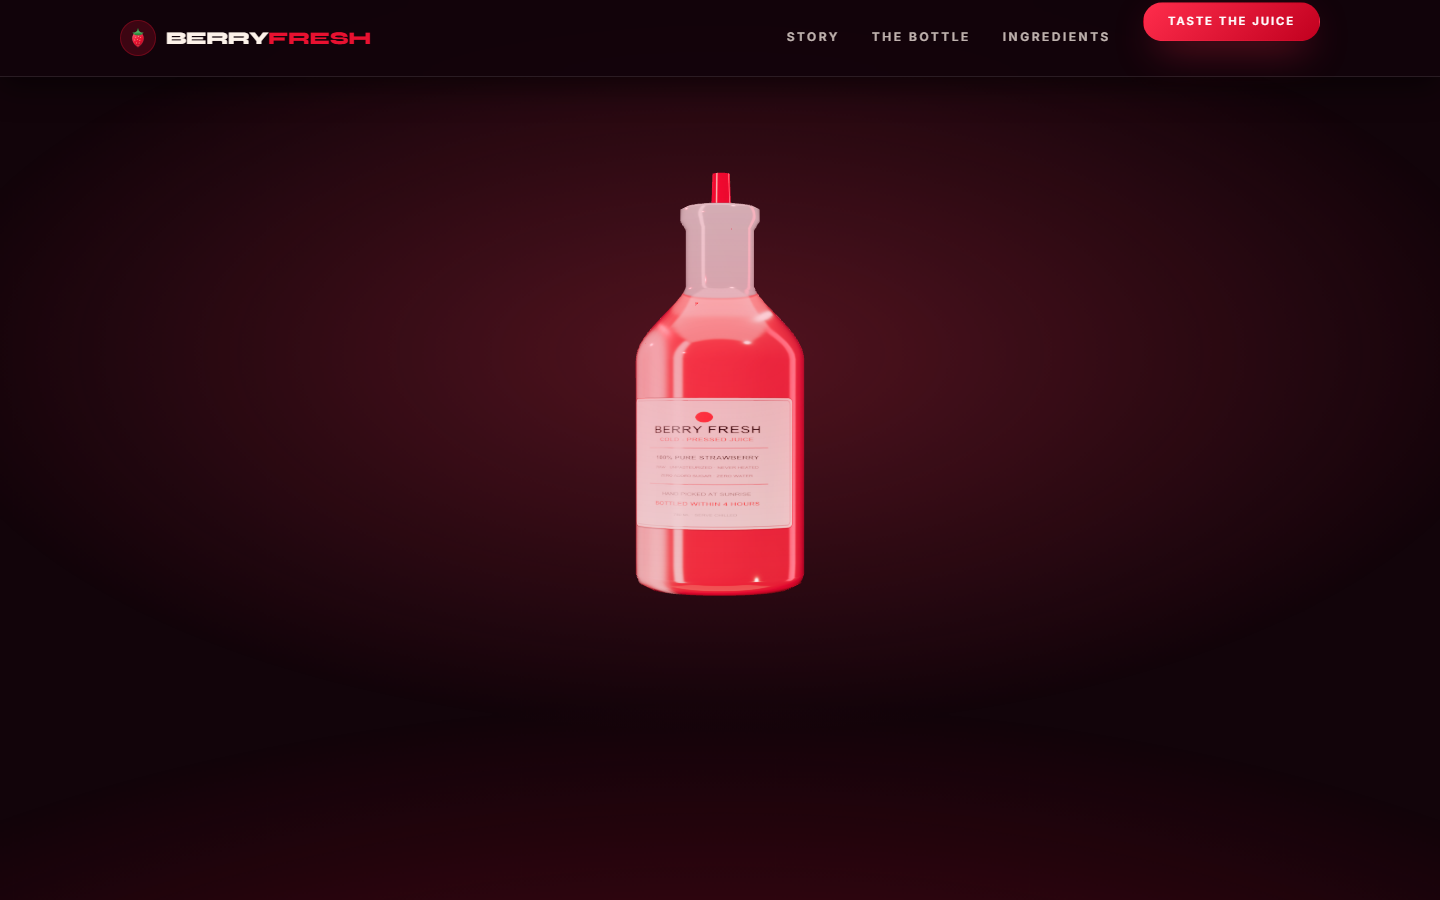 BERRYFRESH
STORY
THE BOTTLE
INGREDIENTS
TASTE THE JUICE
BERRY FRESH
COLD · PRESSED JUICE
100% PURE STRAWBERRY
HAND PICKED AT SUNRISE
BOTTLED WITHIN 4 HOURS